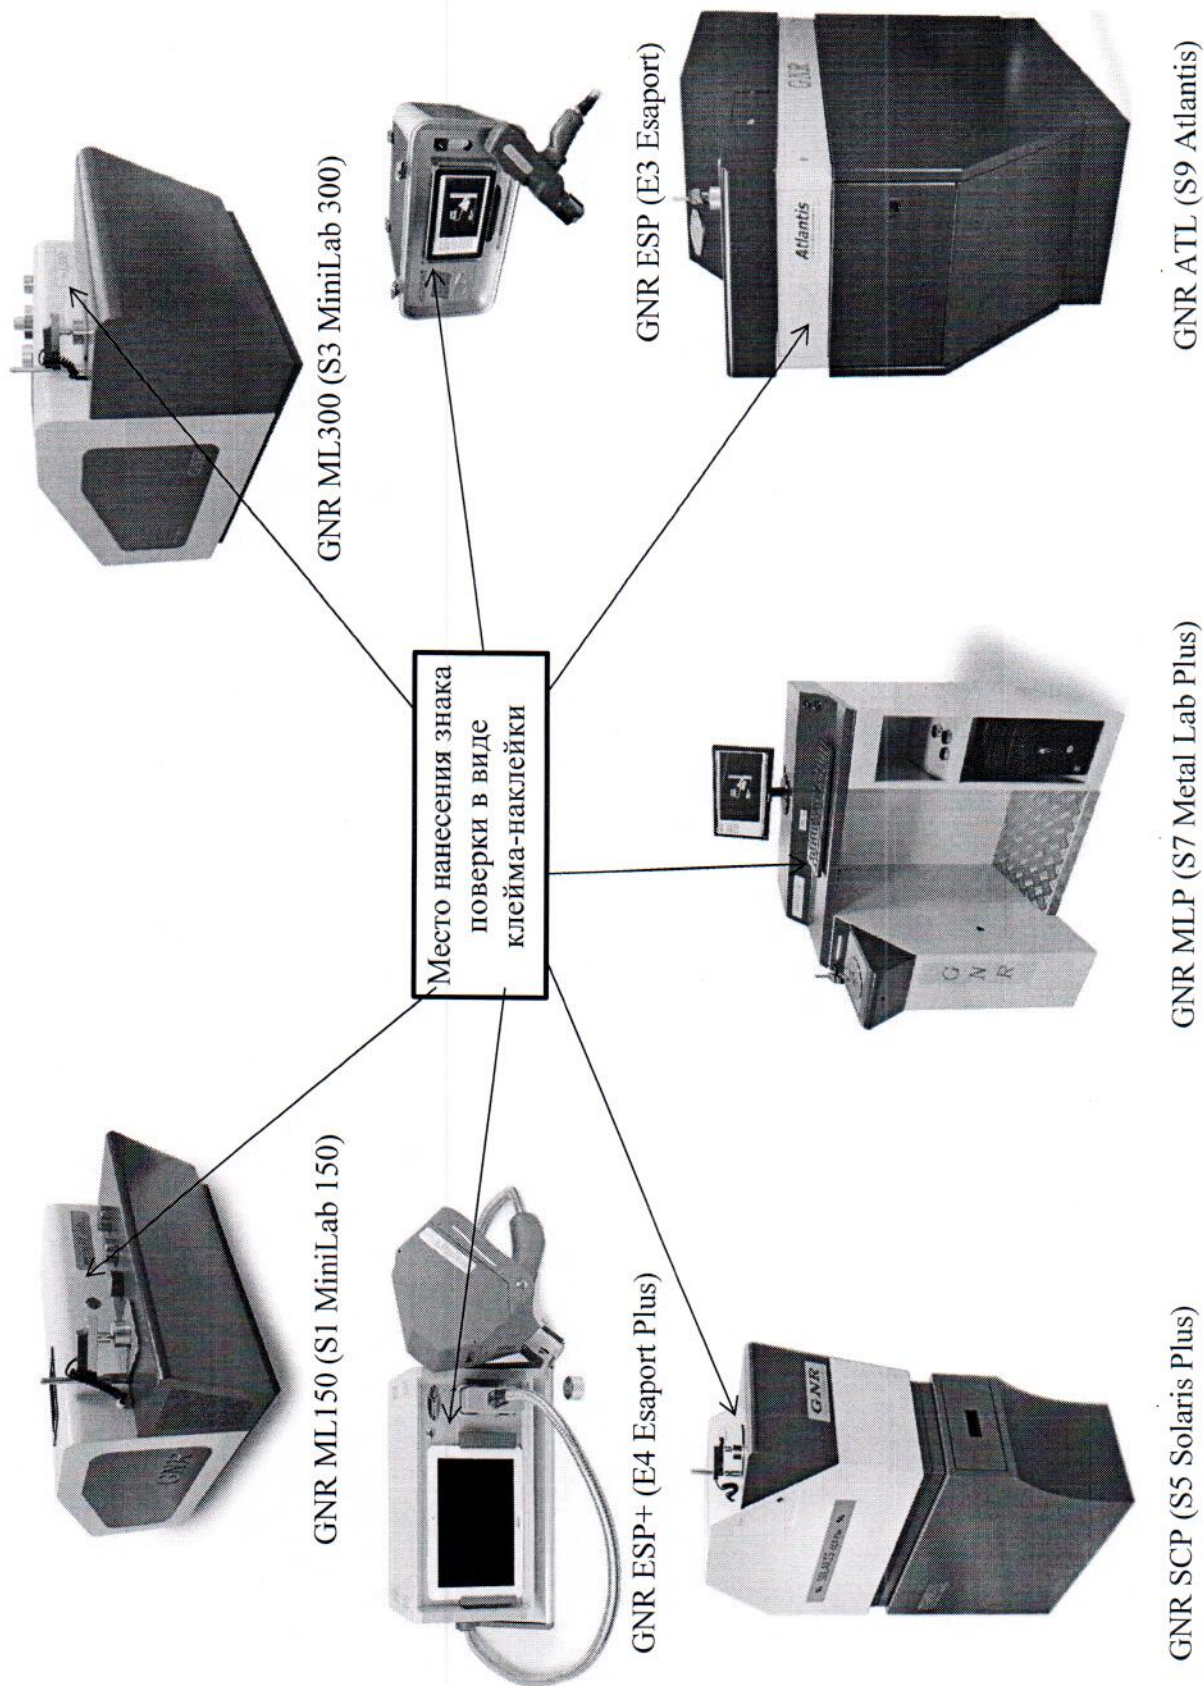 GNR
GNR ML150 (S1 MiniLab 150)
GNR ML300 (S3 MiniLab 300)
Место нанесения знака
поверки в виде
клейма-наклейки
GNR ESP+ (E4 Esaport Plus)
GNR ESP (E3 Esaport)
GNR
GNR
Atlantis
GNR
GNR SCP (S5 Solaris Plus)
GNR MLP (S7 Metal Lab Plus)
GNR ATL (S9 Atlantis)